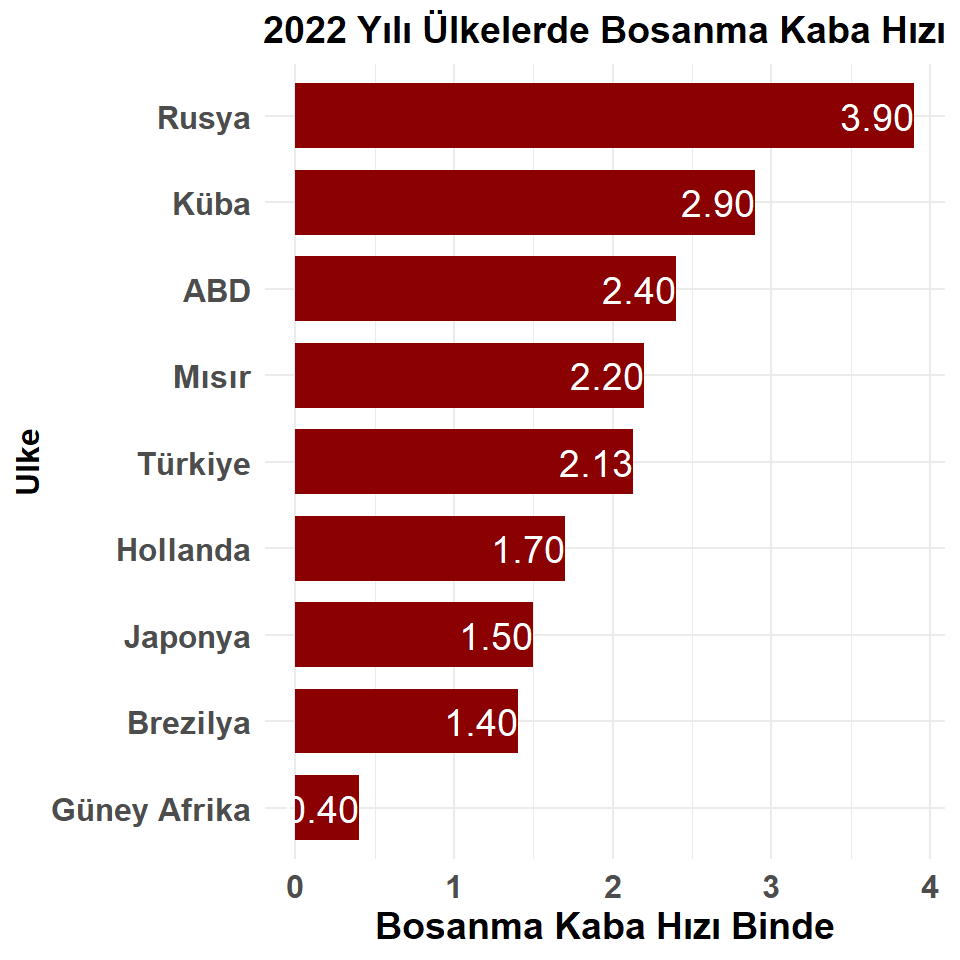 2022 Yılı Ülkelerde Bosanma Kaba Hızı
Rusya 3.90
Küba 2.90
ABD 2.40
Mısır 2.20
Türkiye 2.13
Ulke
Hollanda 1.70
Japonya 1.50
Brezilya 1.40
Güney Afrika 0.40
0 1 2 3 4
Bosanma Kaba Hızı Binde